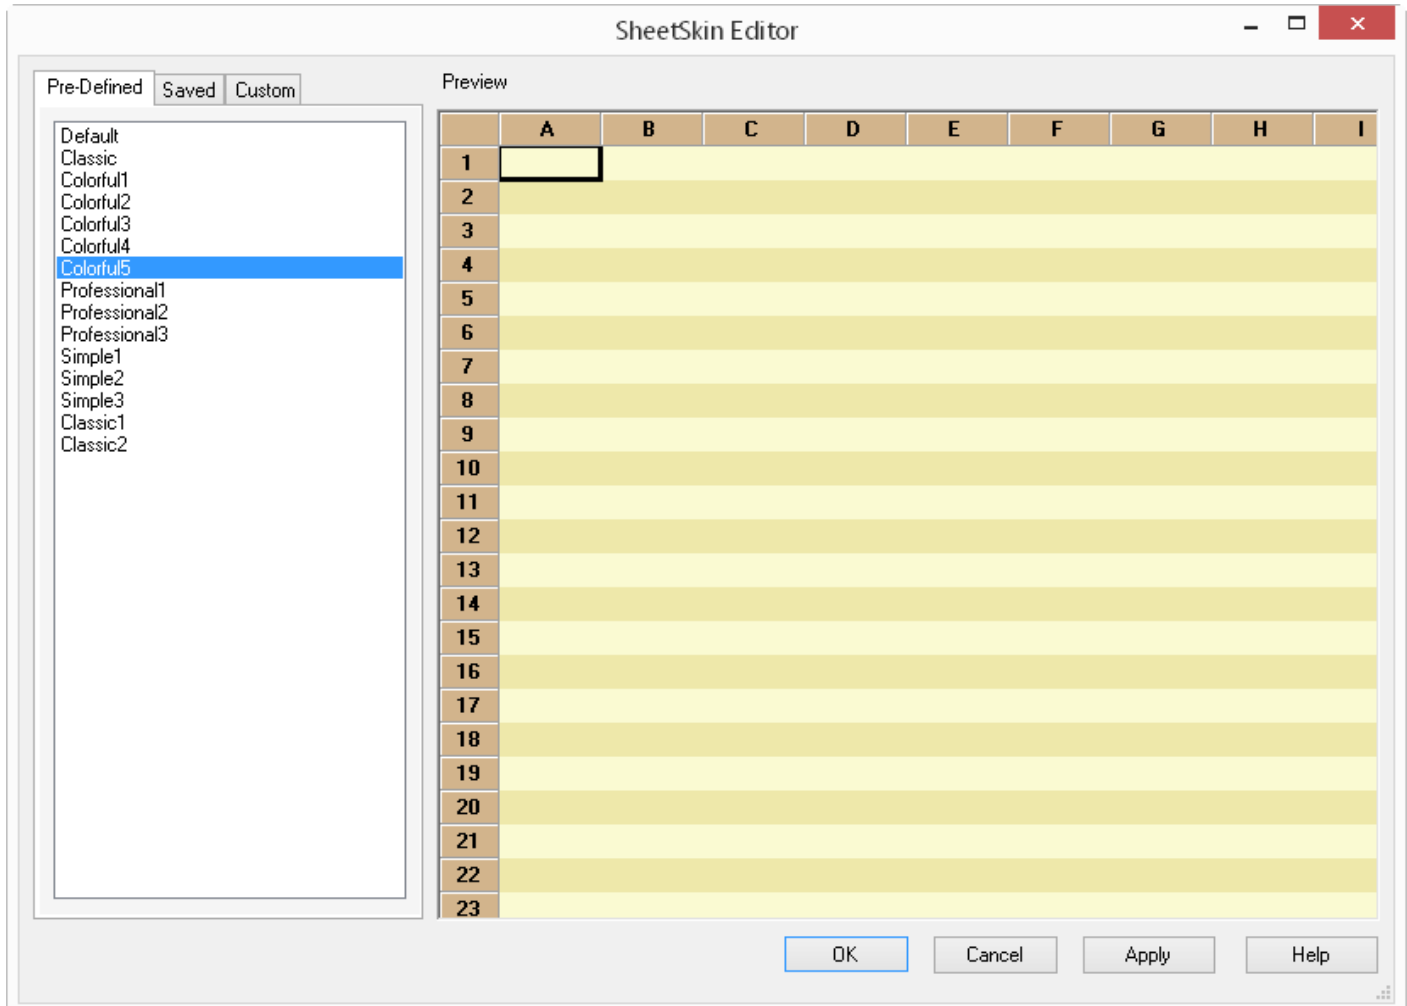 SheetSkin Editor
Pre-Defined Saved Custom
Default
Classic
Colorful1
Colorful2
Colorful3
Colorful4
Colorful5
Professional1
Professional2
Professional3
Simple1
Simple2
Simple3
Classic1
Classic2
Preview
A B C D E F G H I
1
2
3
4
5
6
7
8
9
10
11
12
13
14
15
16
17
18
19
20
21
22
23
OK Cancel Apply Help